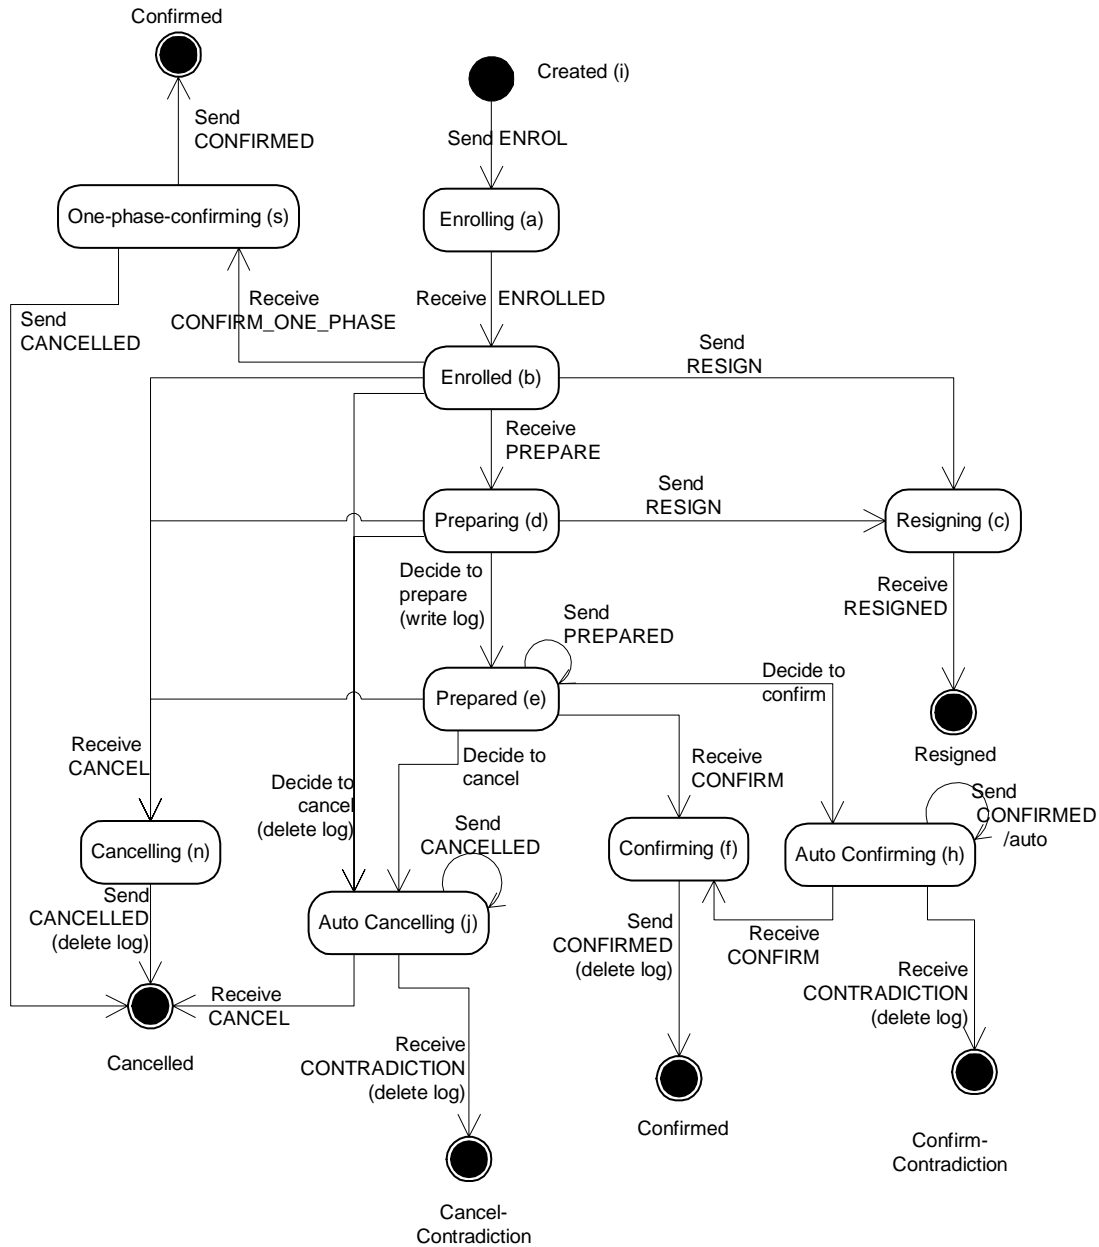 Confirmed
Created (i)
Send
CONFIRMED
Send ENROL
One-phase-confirming (s)
Enrolling (a)
Receive
CONFIRM_ONE_PHASE
Receive ENROLLED
Send
CANCELLED
Send
RESIGN
Enrolled (b)
Receive
PREPARE
Send
RESIGN
Preparing (d)
Resigning (c)
Decide to
prepare
(write log)
Receive
RESIGNED
Send
PREPARED
Decide to
confirm
Prepared (e)
Resigned
Receive
CANCEL
Decide to
cancel
(delete log)
Decide to
cancel
Receive
CONFIRM
Send
CONFIRMED
/auto
Send
CANCELLED
Cancelling (n)
Confirming (f)
Auto Confirming (h)
Send
CANCELLED
(delete log)
Auto Cancelling (j)
Send
CONFIRMED
(delete log)
Receive
CONFIRM
Receive
CONTRADICTION
(delete log)
Receive
CANCEL
Cancelled
Receive
CONTRADICTION
(delete log)
Confirmed
Confirm-
Contradiction
Cancel-
Contradiction